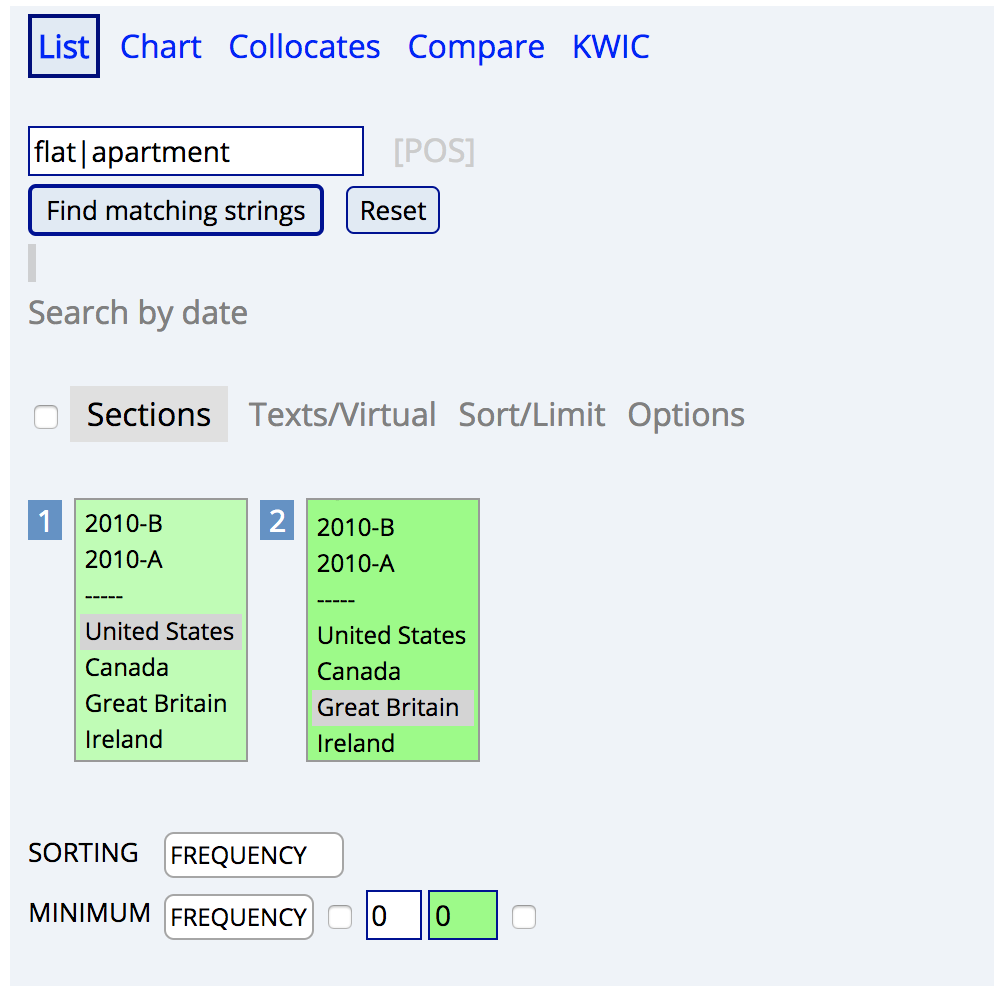 List Chart Collocates Compare KWIC
flat|apartment [POS]
Find matching strings Reset
Search by date
Sections Texts/Virtual Sort/Limit Options
1 2
2010-B
2010-A
-----
United States
Canada
Great Britain
Ireland
2010-B
2010-A
-----
United States
Canada
Great Britain
Ireland
SORTING FREQUENCY
MINIMUM FREQUENCY 0 0